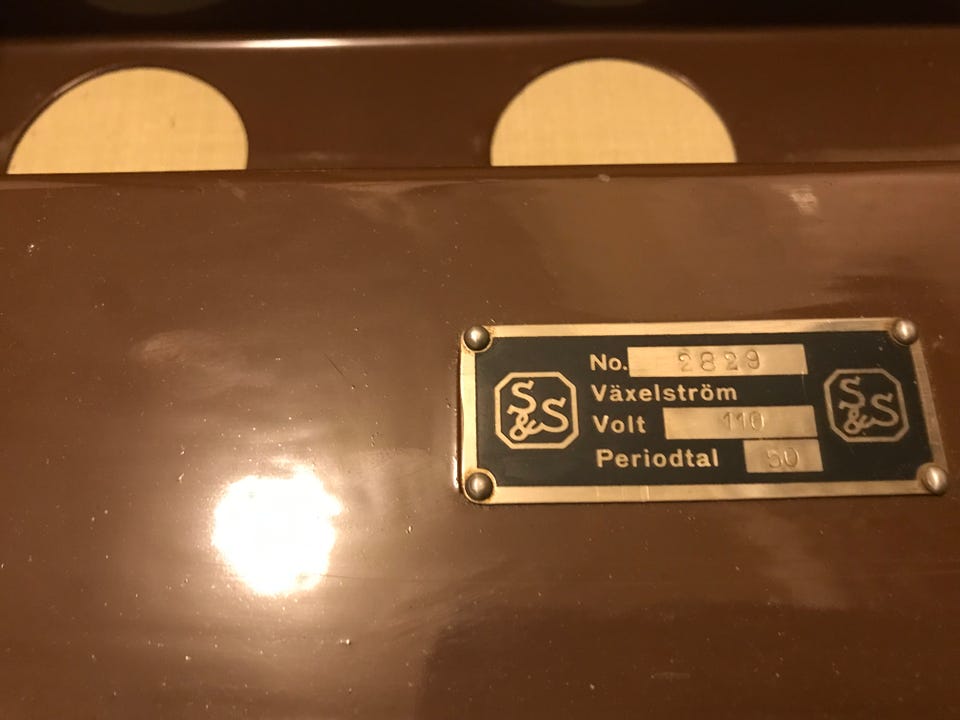 No. 2829
S&S
Växelström
S&S
Volt 110
Periodtal 50